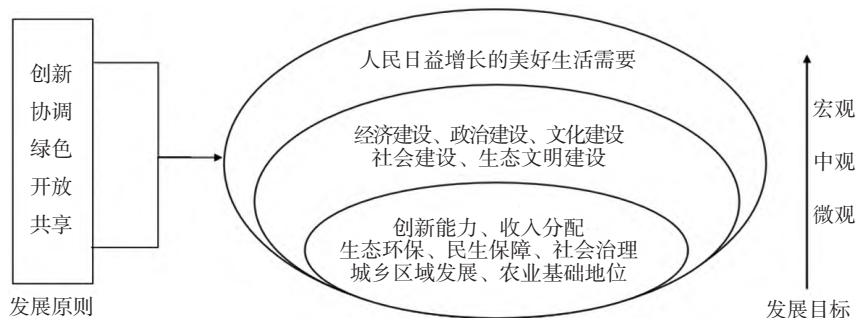 创新
协调
绿色
开放
共享
发展原则
人民日益增长的美好生活需要
经济建设、政治建设、文化建设
社会建设、生态文明建设
创新能力、收入分配
生态环保、民生保障、社会治理
城乡区域发展、农业基础地位
宏观
中观
微观
发展目标